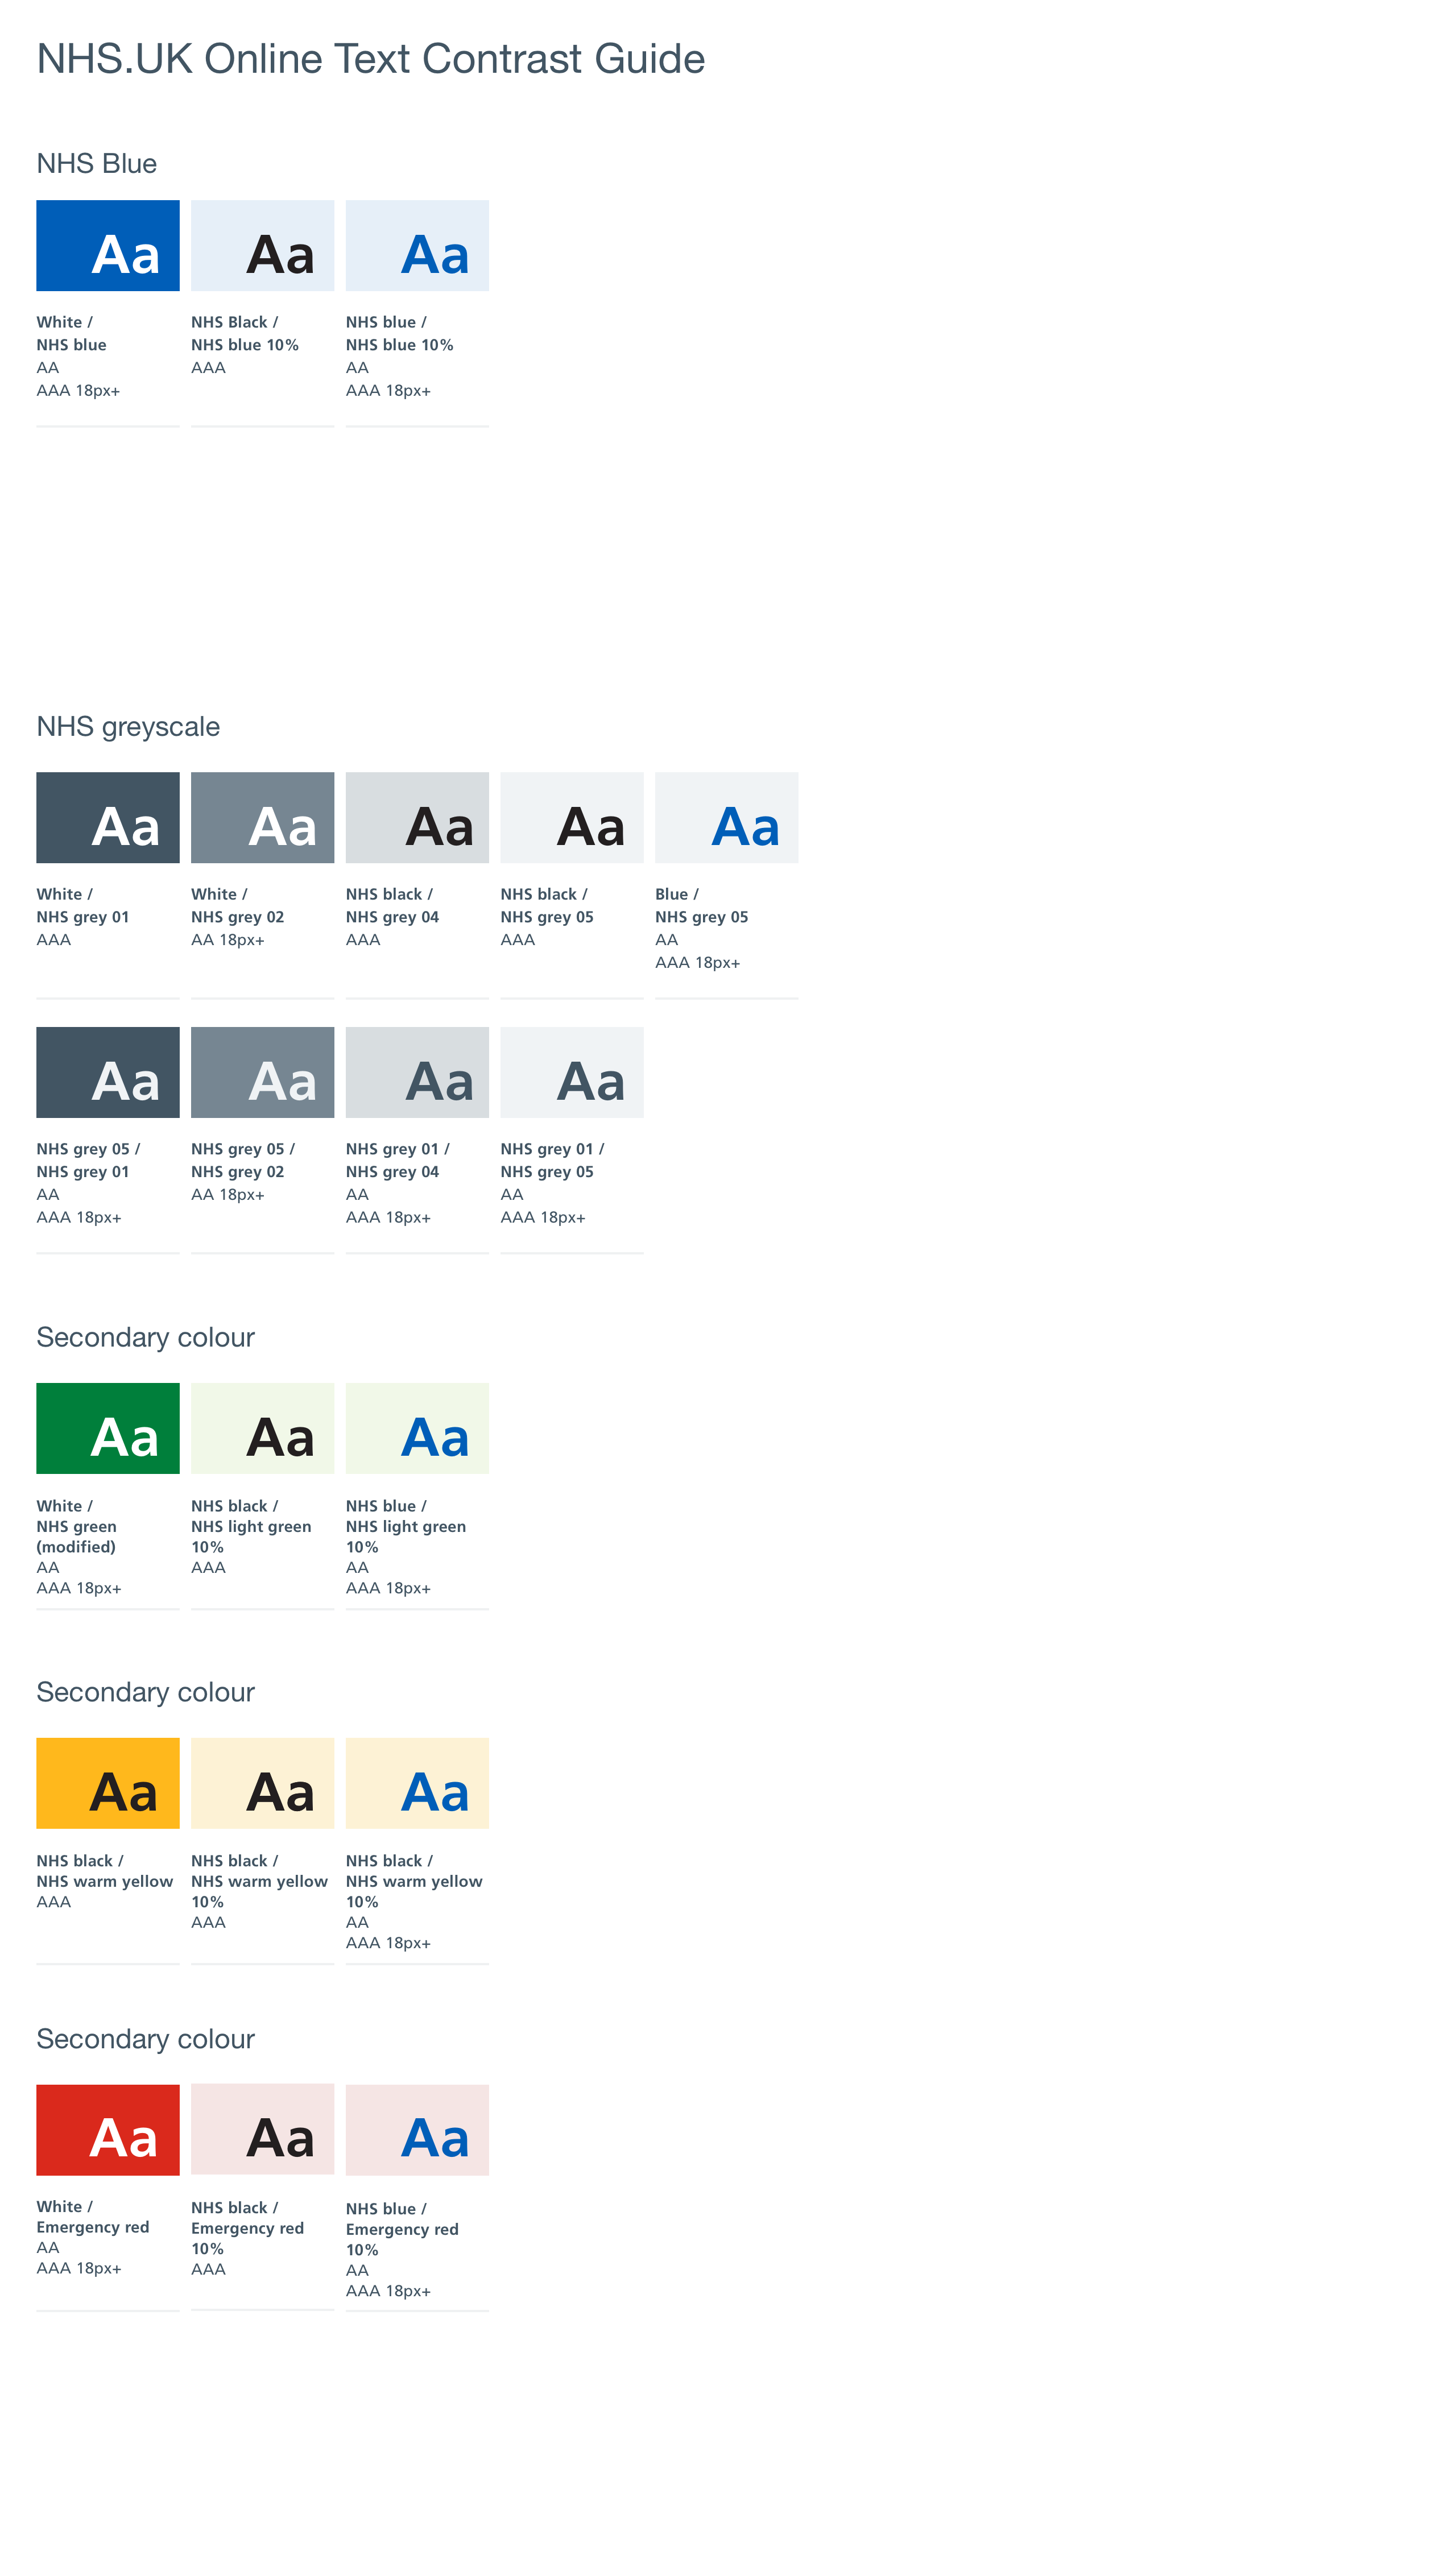 NHS.UK Online Text Contrast Guide
NHS Blue
Aa
Aa
Aa
White /
NHS blue
AA
AAA 18px+
NHS Black /
NHS blue 10%
AAA
NHS blue /
NHS blue 10%
AA
AAA 18px+
NHS greyscale
Aa
Aa
Aa
Aa
Aa
White /
NHS grey 01
AAA
White /
NHS grey 02
AA 18px+
NHS black /
NHS grey 04
AAA
NHS black /
NHS grey 05
AAA
Blue /
NHS grey 05
AA
AAA 18px+
Aa
Aa
Aa
Aa
NHS grey 05 /
NHS grey 01
AA
AAA 18px+
NHS grey 05 /
NHS grey 02
AA 18px+
NHS grey 01 /
NHS grey 04
AA
AAA 18px+
NHS grey 01 /
NHS grey 05
AA
AAA 18px+
Secondary colour
Aa
Aa
Aa
White /
NHS green
(modified)
AA
AAA 18px+
NHS black /
NHS light green
10%
AAA
NHS blue /
NHS light green
10%
AA
AAA 18px+
Secondary colour
Aa
Aa
Aa
NHS black /
NHS warm yellow
AAA
NHS black /
NHS warm yellow
10%
AAA
NHS black /
NHS warm yellow
10%
AA
AAA 18px+
Secondary colour
Aa
Aa
Aa
White /
Emergency red
AA
AAA 18px+
NHS black /
Emergency red
10%
AAA
NHS blue /
Emergency red
10%
AA
AAA 18px+